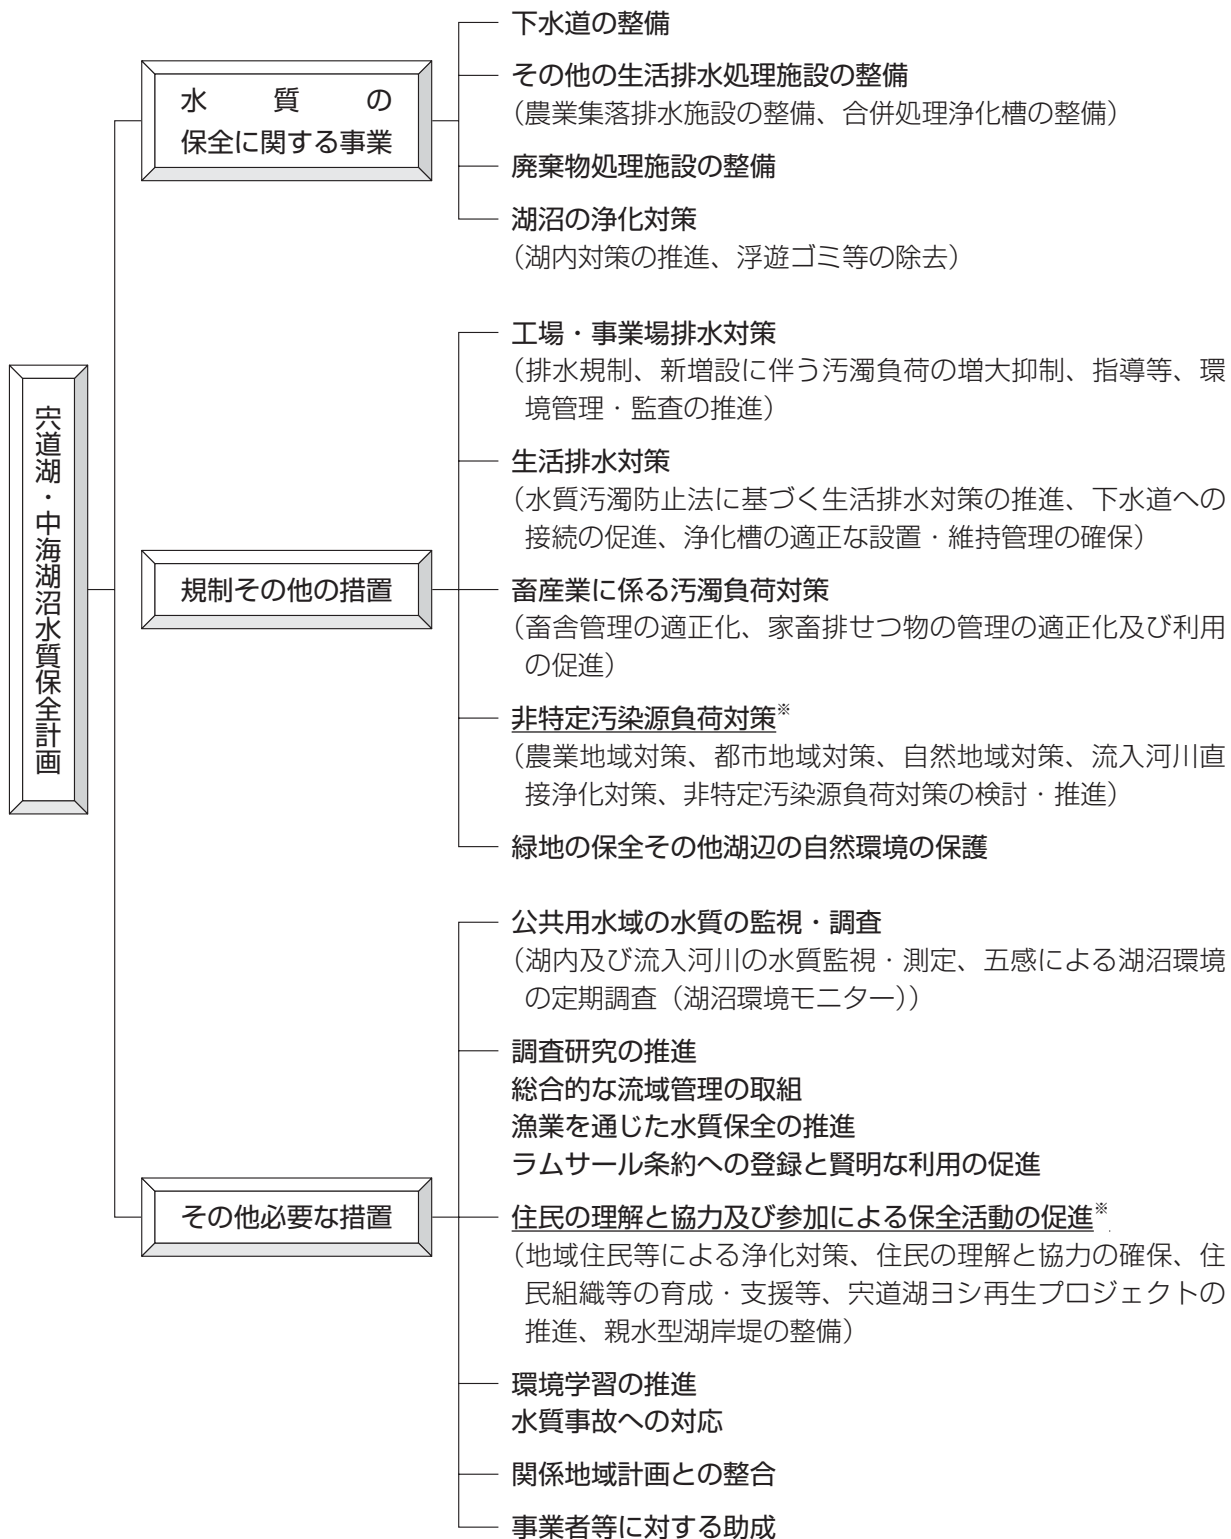 宍道湖・中海湖沼水質保全計画
水質の
保全に関する事業
下水道の整備
その他の生活排水処理施設の整備
（農業集落排水施設の整備、合併処理浄化槽の整備）
廃棄物処理施設の整備
湖沼の浄化対策
（湖内対策の推進、浮遊ゴミ等の除去）
規制その他の措置
工場・事業場排水対策
（排水規制、新増設に伴う汚濁負荷の増大抑制、指導等、環
境管理・監査の推進）
生活排水対策
（水質汚濁防止法に基づく生活排水対策の推進、下水道への
接続の促進、浄化槽の適正な設置・維持管理の確保）
畜産業に係る汚濁負荷対策
（畜舎管理の適正化、家畜排せつ物の管理の適正化及び利用
の促進）
非特定汚染源負荷対策※
（農業地域対策、都市地域対策、自然地域対策、流入河川直
接浄化対策、非特定汚染源負荷対策の検討・推進）
緑地の保全その他湖辺の自然環境の保護
その他必要な措置
公共用水域の水質の監視・調査
（湖内及び流入河川の水質監視・測定、五感による湖沼環境
の定期調査（湖沼環境モニター））
調査研究の推進
総合的な流域管理の取組
漁業を通じた水質保全の推進
ラムサール条約への登録と賢明な利用の促進
住民の理解と協力及び参加による保全活動の促進※
（地域住民等による浄化対策、住民の理解と協力の確保、住
民組織等の育成・支援等、宍道湖ヨシ再生プロジェクトの
推進、親水型湖岸堤の整備）
環境学習の推進
水質事故への対応
関係地域計画との整合
事業者等に対する助成